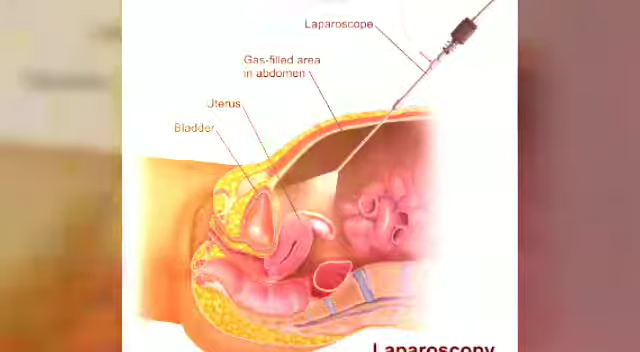 Laparoscope
Gas-filled area
in abdomen
Uterus
Bladder
Laparoscopy